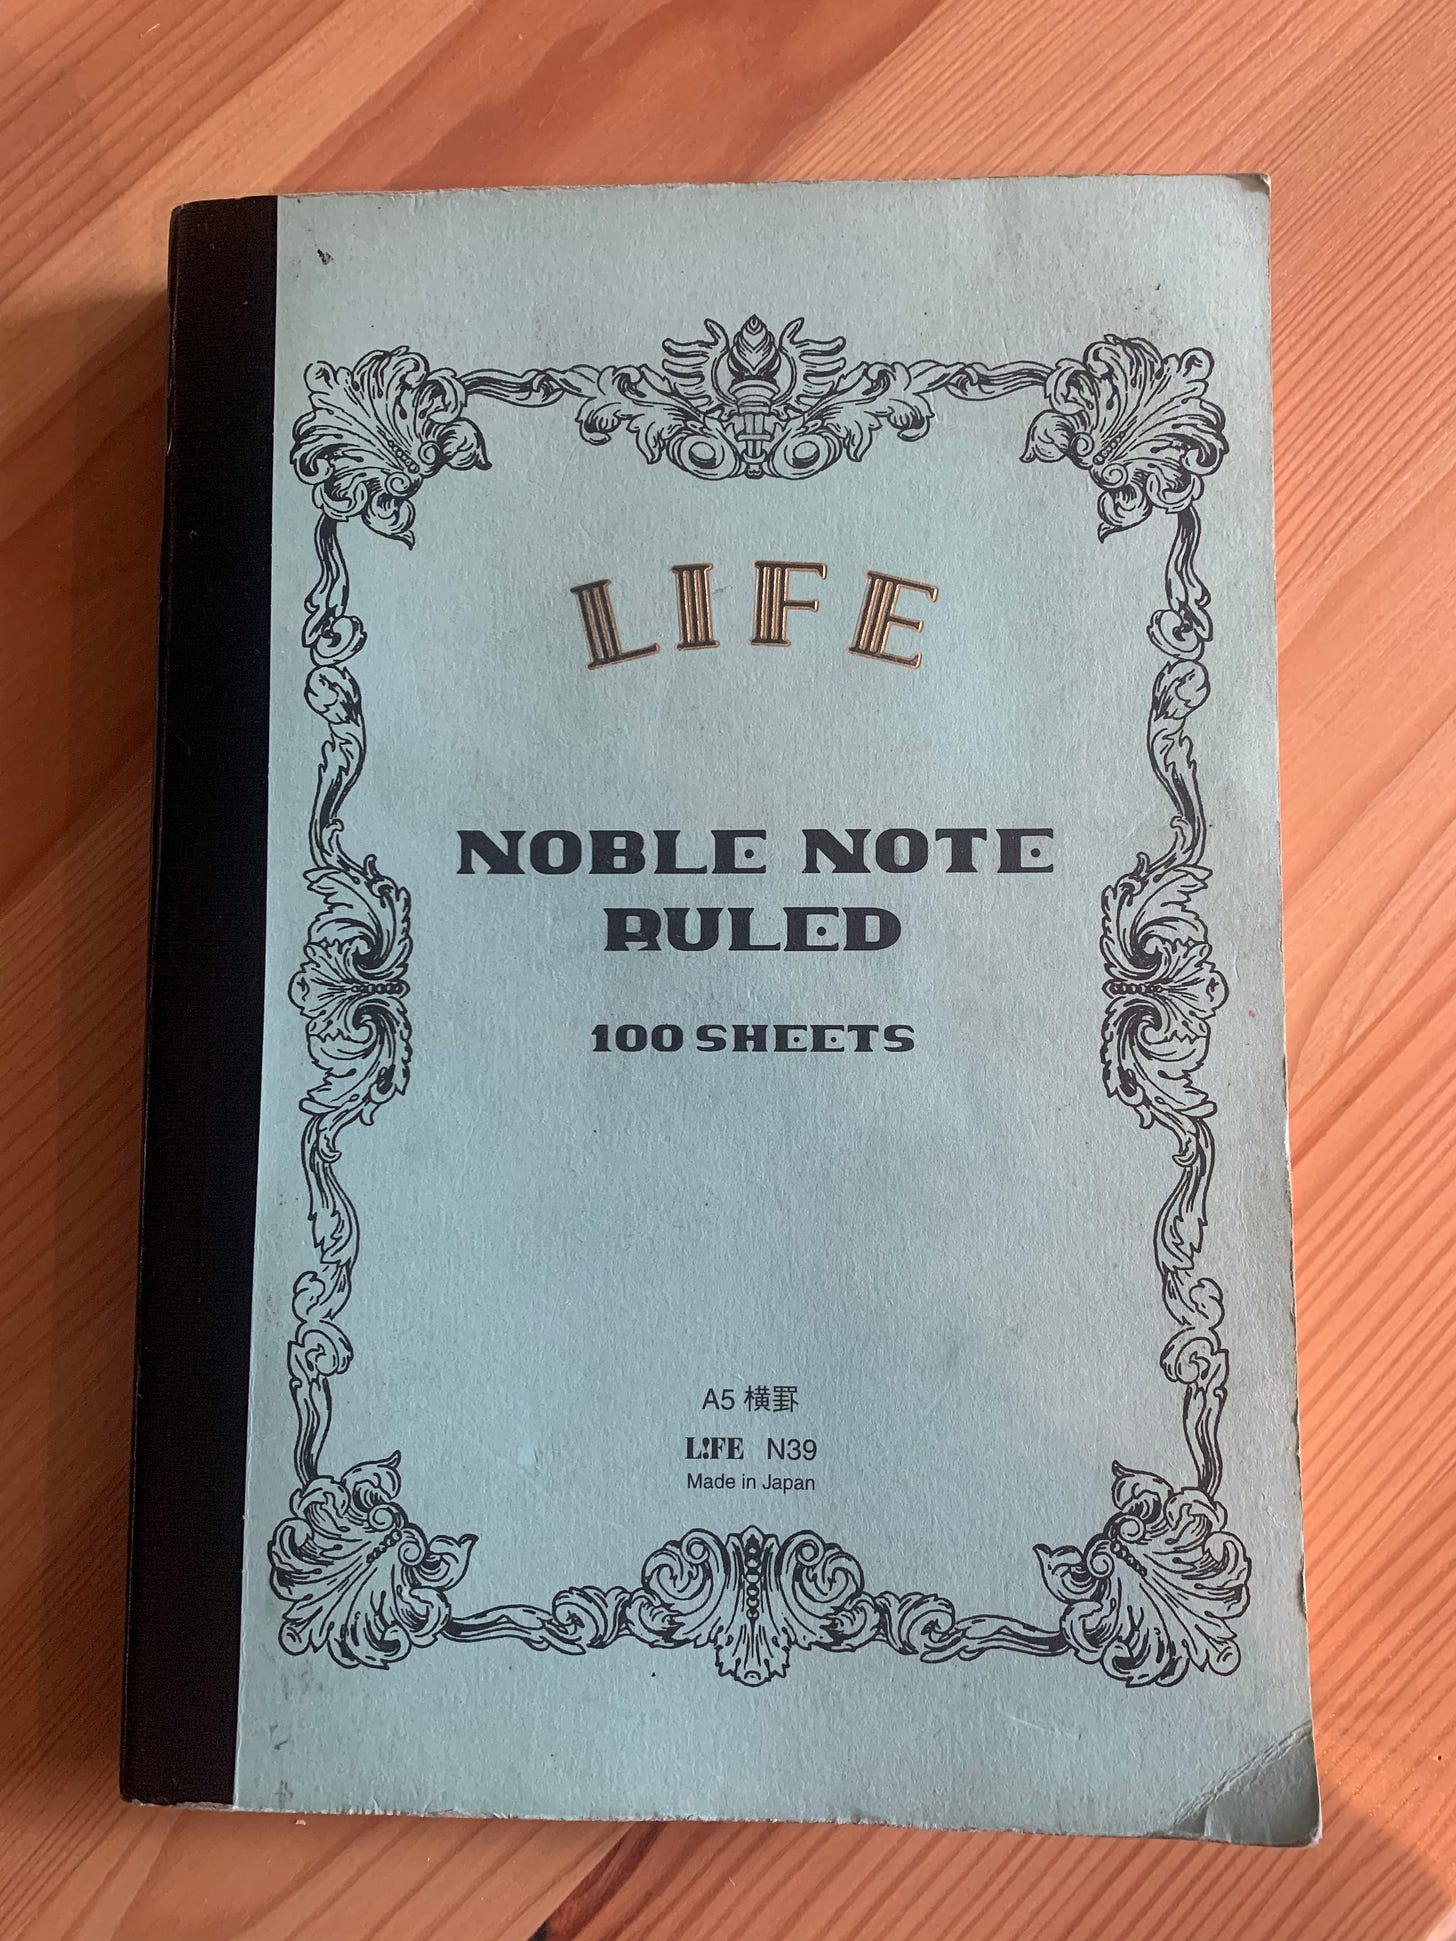 LIFE
NOBLE NOTE
RULED
100 SHEETS
A5 横罫
L!FE N39
Made in Japan